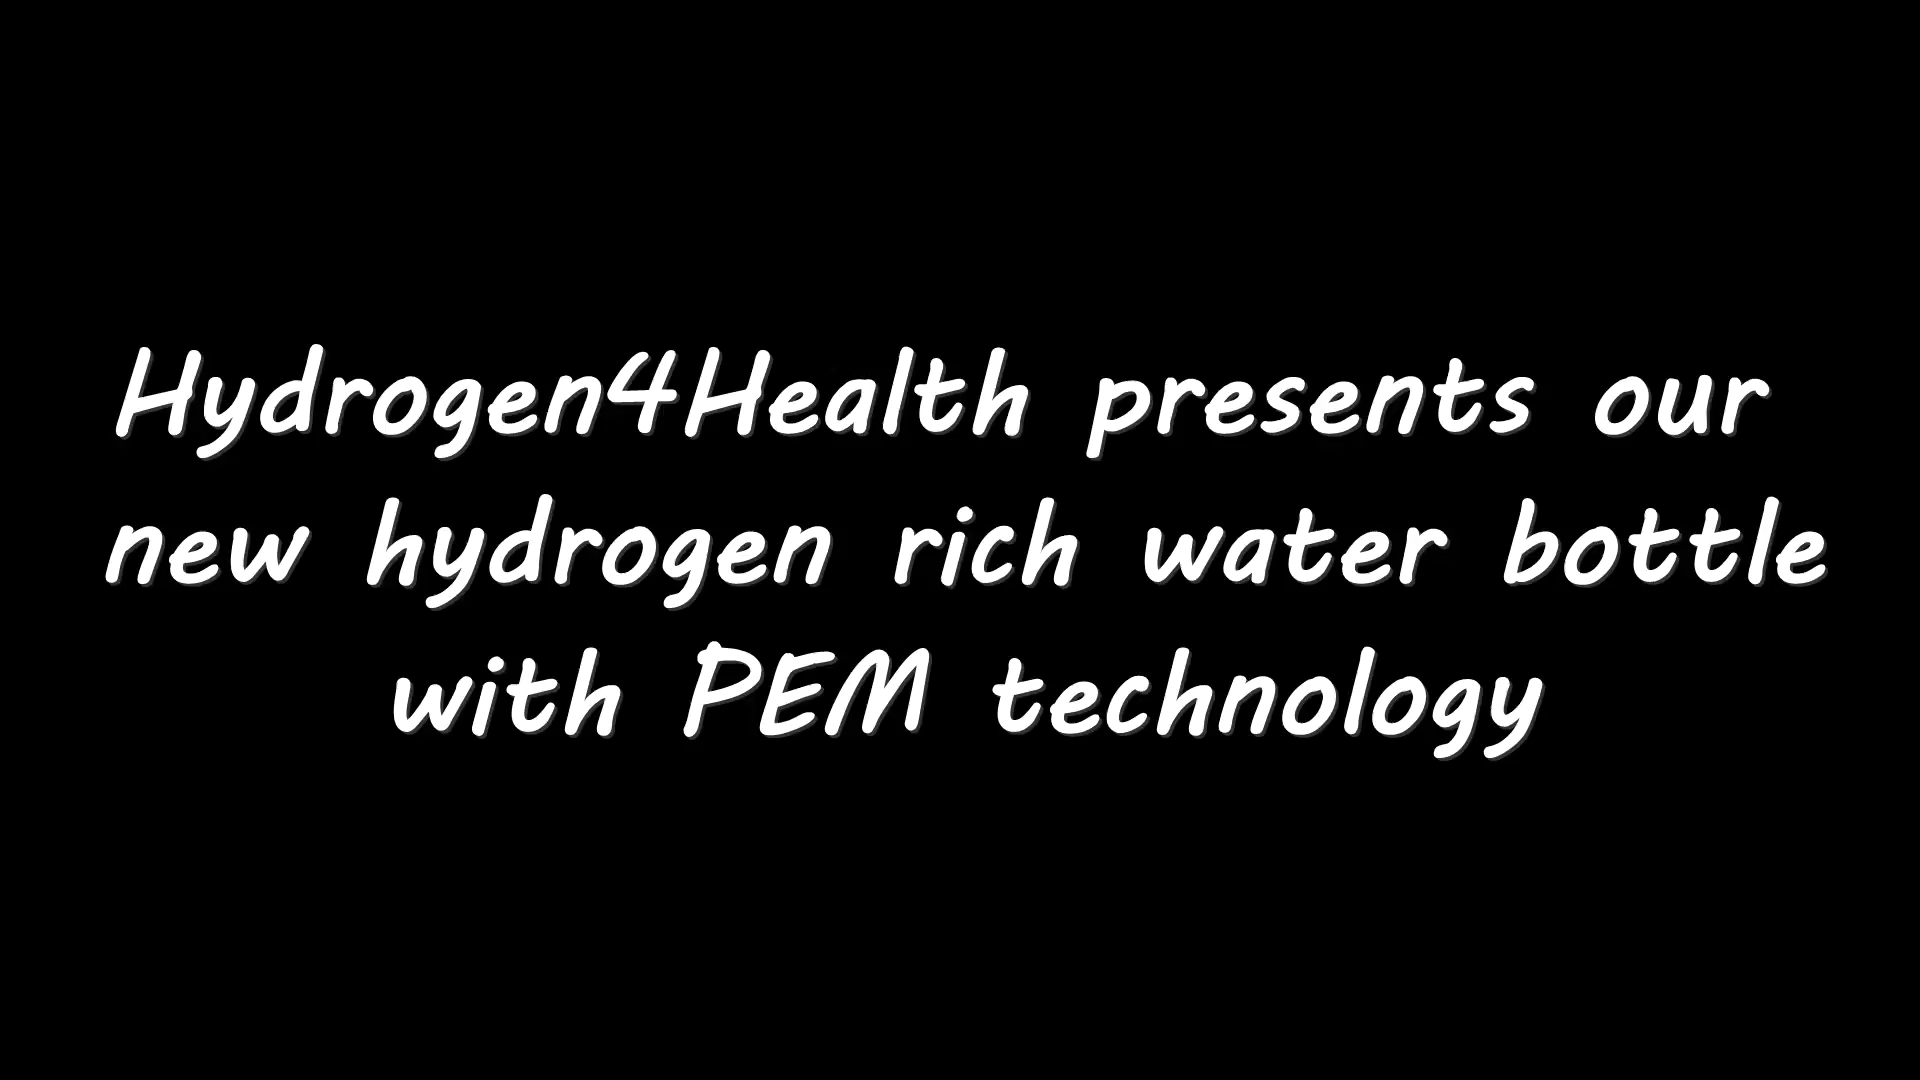 Hydrogen4Health presents our
new hydrogen rich water bottle
with PEM technology